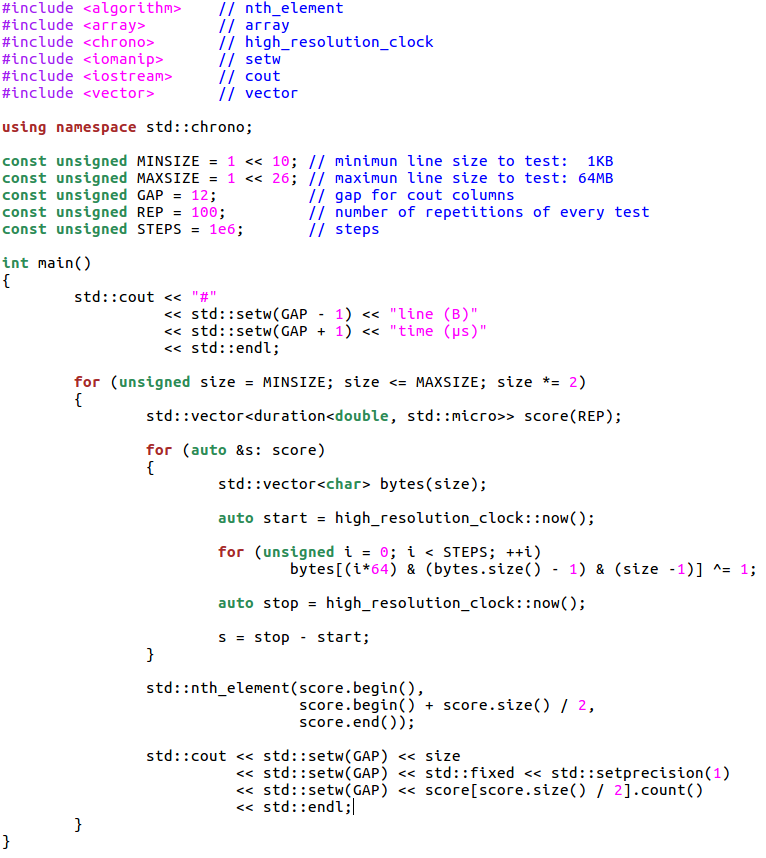 #include <algorithm>    // nth_element
#include <array>        // array
#include <chrono>       // high_resolution_clock
#include <iomanip>      // setw
#include <iostream>     // cout
#include <vector>       // vector

using namespace std::chrono;

const unsigned MINSIZE = 1 << 10; // minimun line size to test:  1KB
const unsigned MAXSIZE = 1 << 26; // maximun line size to test: 64MB
const unsigned GAP = 12;          // gap for cout columns
const unsigned REP = 100;         // number of repetitions of every test
const unsigned STEPS = 1e6;       // steps

int main()
{
        std::cout << "#"
                  << std::setw(GAP - 1) << "line (B)"
                  << std::setw(GAP + 1) << "time (µs)"
                  << std::endl;

        for (unsigned size = MINSIZE; size <= MAXSIZE; size *= 2)
        {
                std::vector<duration<double, std::micro>> score(REP);

                for (auto &s: score)
                {
                        std::vector<char> bytes(size);

                        auto start = high_resolution_clock::now();

                        for (unsigned i = 0; i < STEPS; ++i)
                                bytes[(i*64) & (bytes.size() - 1) & (size -1)] ^= 1;

                        auto stop = high_resolution_clock::now();

                        s = stop - start;
                }

                std::nth_element(score.begin(),
                                 score.begin() + score.size() / 2,
                                 score.end());

                std::cout << std::setw(GAP) << size
                          << std::setw(GAP) << std::fixed << std::setprecision(1)
                          << std::setw(GAP) << score[score.size() / 2].count()
                          << std::endl;
        }
}